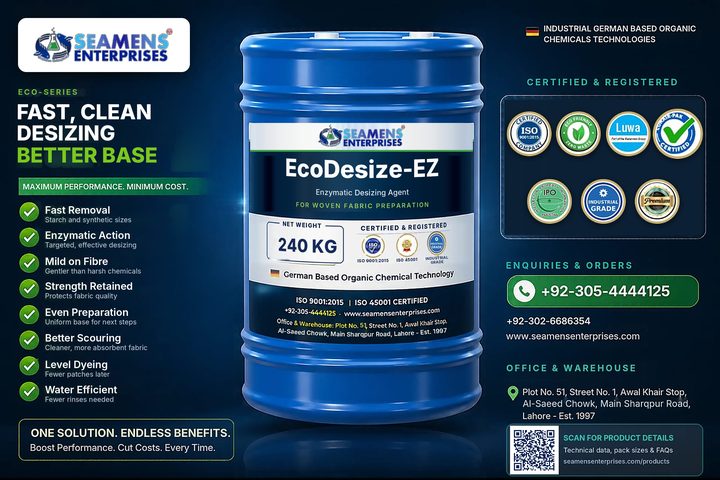 SEAMENS
ENTERPRISES
INDUSTRIAL GERMAN BASED ORGANIC
CHEMICALS TECHNOLOGIES
ECO-SERIES
FAST, CLEAN
DESIZING
BETTER BASE
MAXIMUM PERFORMANCE. MINIMUM COST.
Fast Removal
Starch and synthetic sizes
Enzymatic Action
Targeted, effective desizing
Mild on Fibre
Gentler than harsh chemicals
Strength Retained
Protects fabric quality
Even Preparation
Uniform base for next steps
Better Scouring
Cleaner, more absorbent fabric
Level Dyeing
Fewer patches later
Water Efficient
Fewer rinses needed
ONE SOLUTION. ENDLESS BENEFITS.
Boost Performance. Cut Costs. Every Time.
SEAMENS
ENTERPRISES
EcoDesize-EZ
Enzymatic Desizing Agent
FOR WOVEN FABRIC PREPARATION
NET WEIGHT
240 KG
CERTIFIED & REGISTERED
ISO
ISO 9001:2015
ISO 45001
INDUSTRIAL
GRADE
German Based Organic Chemical Technology
ISO 9001:2015 | ISO 45001 CERTIFIED
+92-305-4444125 · www.seamensenterprises.com
Office & Warehouse: Plot No. 51, Street No. 1, Awal Khair Stop,
Al-Saeed Chowk, Main Sharqpur Road, Lahore - Est. 1997
CERTIFIED & REGISTERED
CERTIFIED
ISO
9001:2015
COMPANY
ECO FRIENDLY
Luwa
CERTIFIED
IPO
INDUSTRIAL
GRADE
Premium
ENQUIRIES & ORDERS
+92-305-4444125
+92-302-6686354
www.seamensenterprises.com
OFFICE & WAREHOUSE
Plot No. 51, Street No. 1, Awal Khair Stop,
Al-Saeed Chowk, Main Sharqpur Road,
Lahore - Est. 1997
SCAN FOR PRODUCT DETAILS
Technical data, pack sizes & FAQs
seamensenterprises.com/products